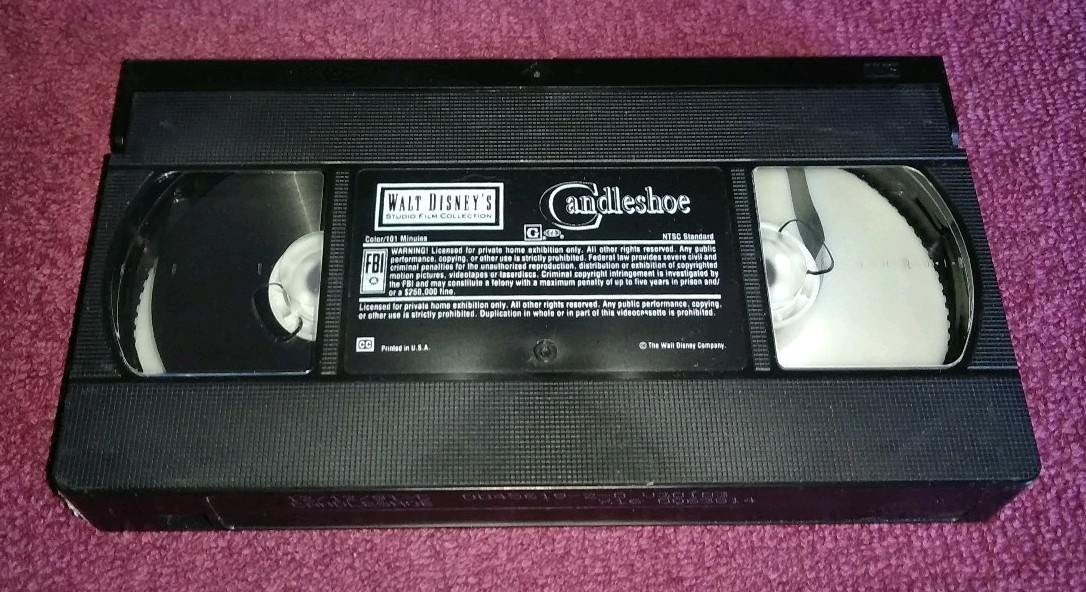 WALT DISNEY'S
STUDIO FILM COLLECTION
Candleshoe
G
Color/101 Minutes
NTSC Standard
FBI
WARNING! Licensed for private home exhibition only. All other rights reserved. Any public
performance, copying, or other use is strictly prohibited. Federal law provides severe civil and
criminal penalties for the unauthorized reproduction, distribution or exhibition of copyrighted
motion pictures, videotapes or laserdiscs. Criminal copyright infringement is investigated by
the FBI and may constitute a felony with a maximum penalty of up to five years in prison and/
or a $250,000 fine.
Licensed for private home exhibition only. All other rights reserved. Any public performance, copying,
or other use is strictly prohibited. Duplication in whole or in part of this videocassette is prohibited.
CC
Printed in U.S.A.
© The Walt Disney Company.
CANDLESHOE